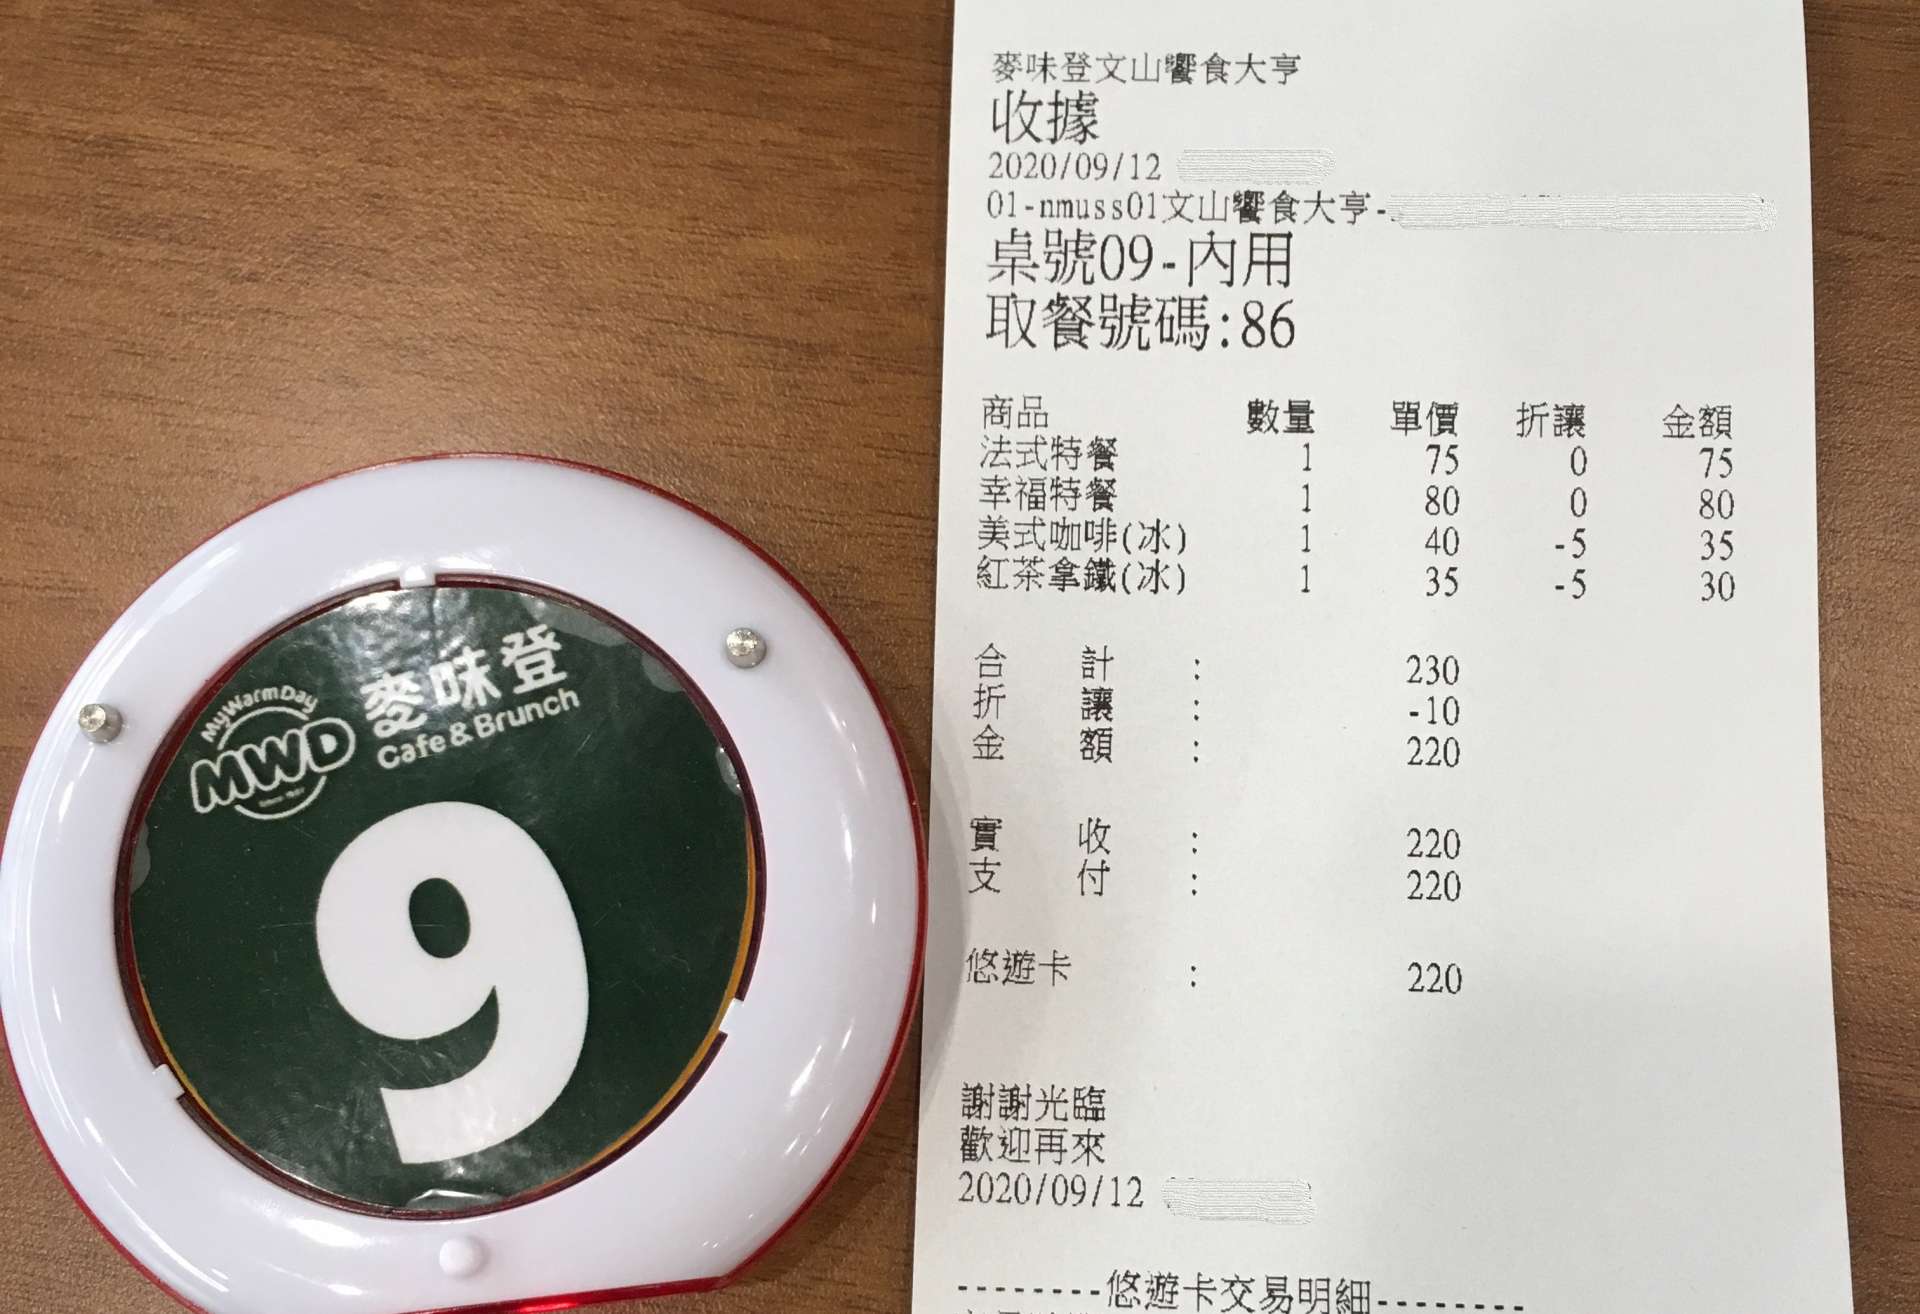 MyWarmDay
MWD
麥味登
Cafe & Brunch
9
麥味登文山饗食大亨
收據
2020/09/12
01-nmuss01文山饗食大亨-
桌號09-內用
取餐號碼:86
商品 數量 單價 折讓 金額
法式特餐 1 75 0 75
幸福特餐 1 80 0 80
美式咖啡(冰) 1 40 -5 35
紅茶拿鐵(冰) 1 35 -5 30
合計 : 230
折讓 : -10
金額 : 220
實收 : 220
支付 : 220
悠遊卡 : 220
謝謝光臨
歡迎再來
2020/09/12
--------悠遊卡交易明細--------